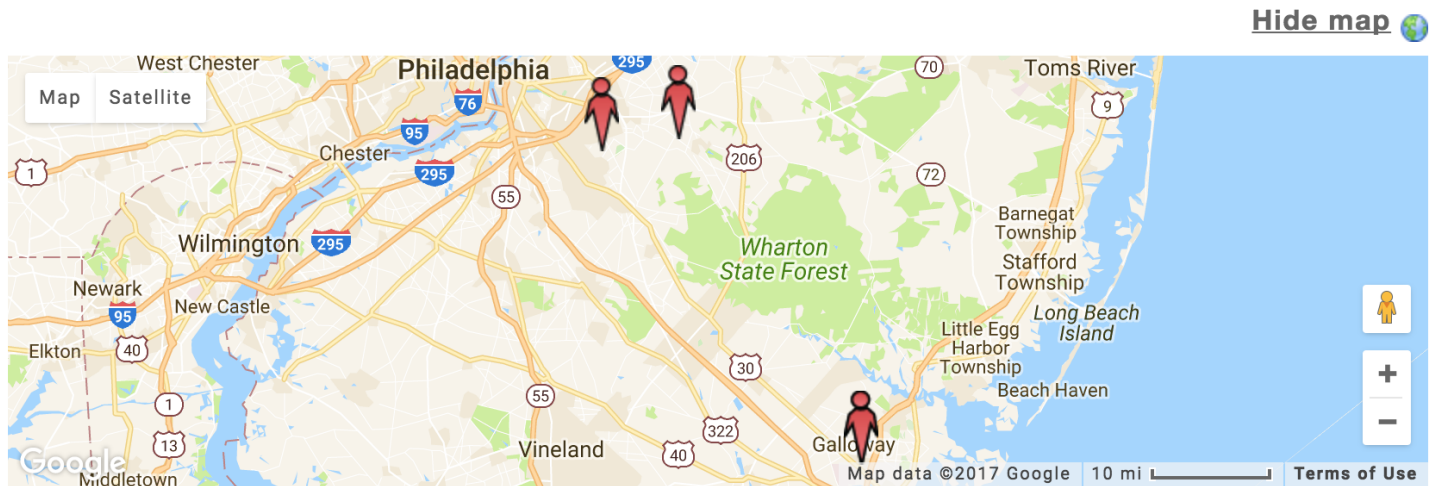 Hide map
West Chester
Philadelphia
295
70
Toms River
Map
Satellite
76
9
95
Chester
206
1
295
72
55
Barnegat
Township
Wilmington
295
Wharton
State Forest
Stafford
Township
Newark
New Castle
95
Long Beach
Island
Little Egg
Harbor
Township
Elkton
40
30
+
Beach Haven
55
1
−
322
13
Vineland
40
Galloway
Google
Middletown
Map data ©2017 Google
10 mi
Terms of Use